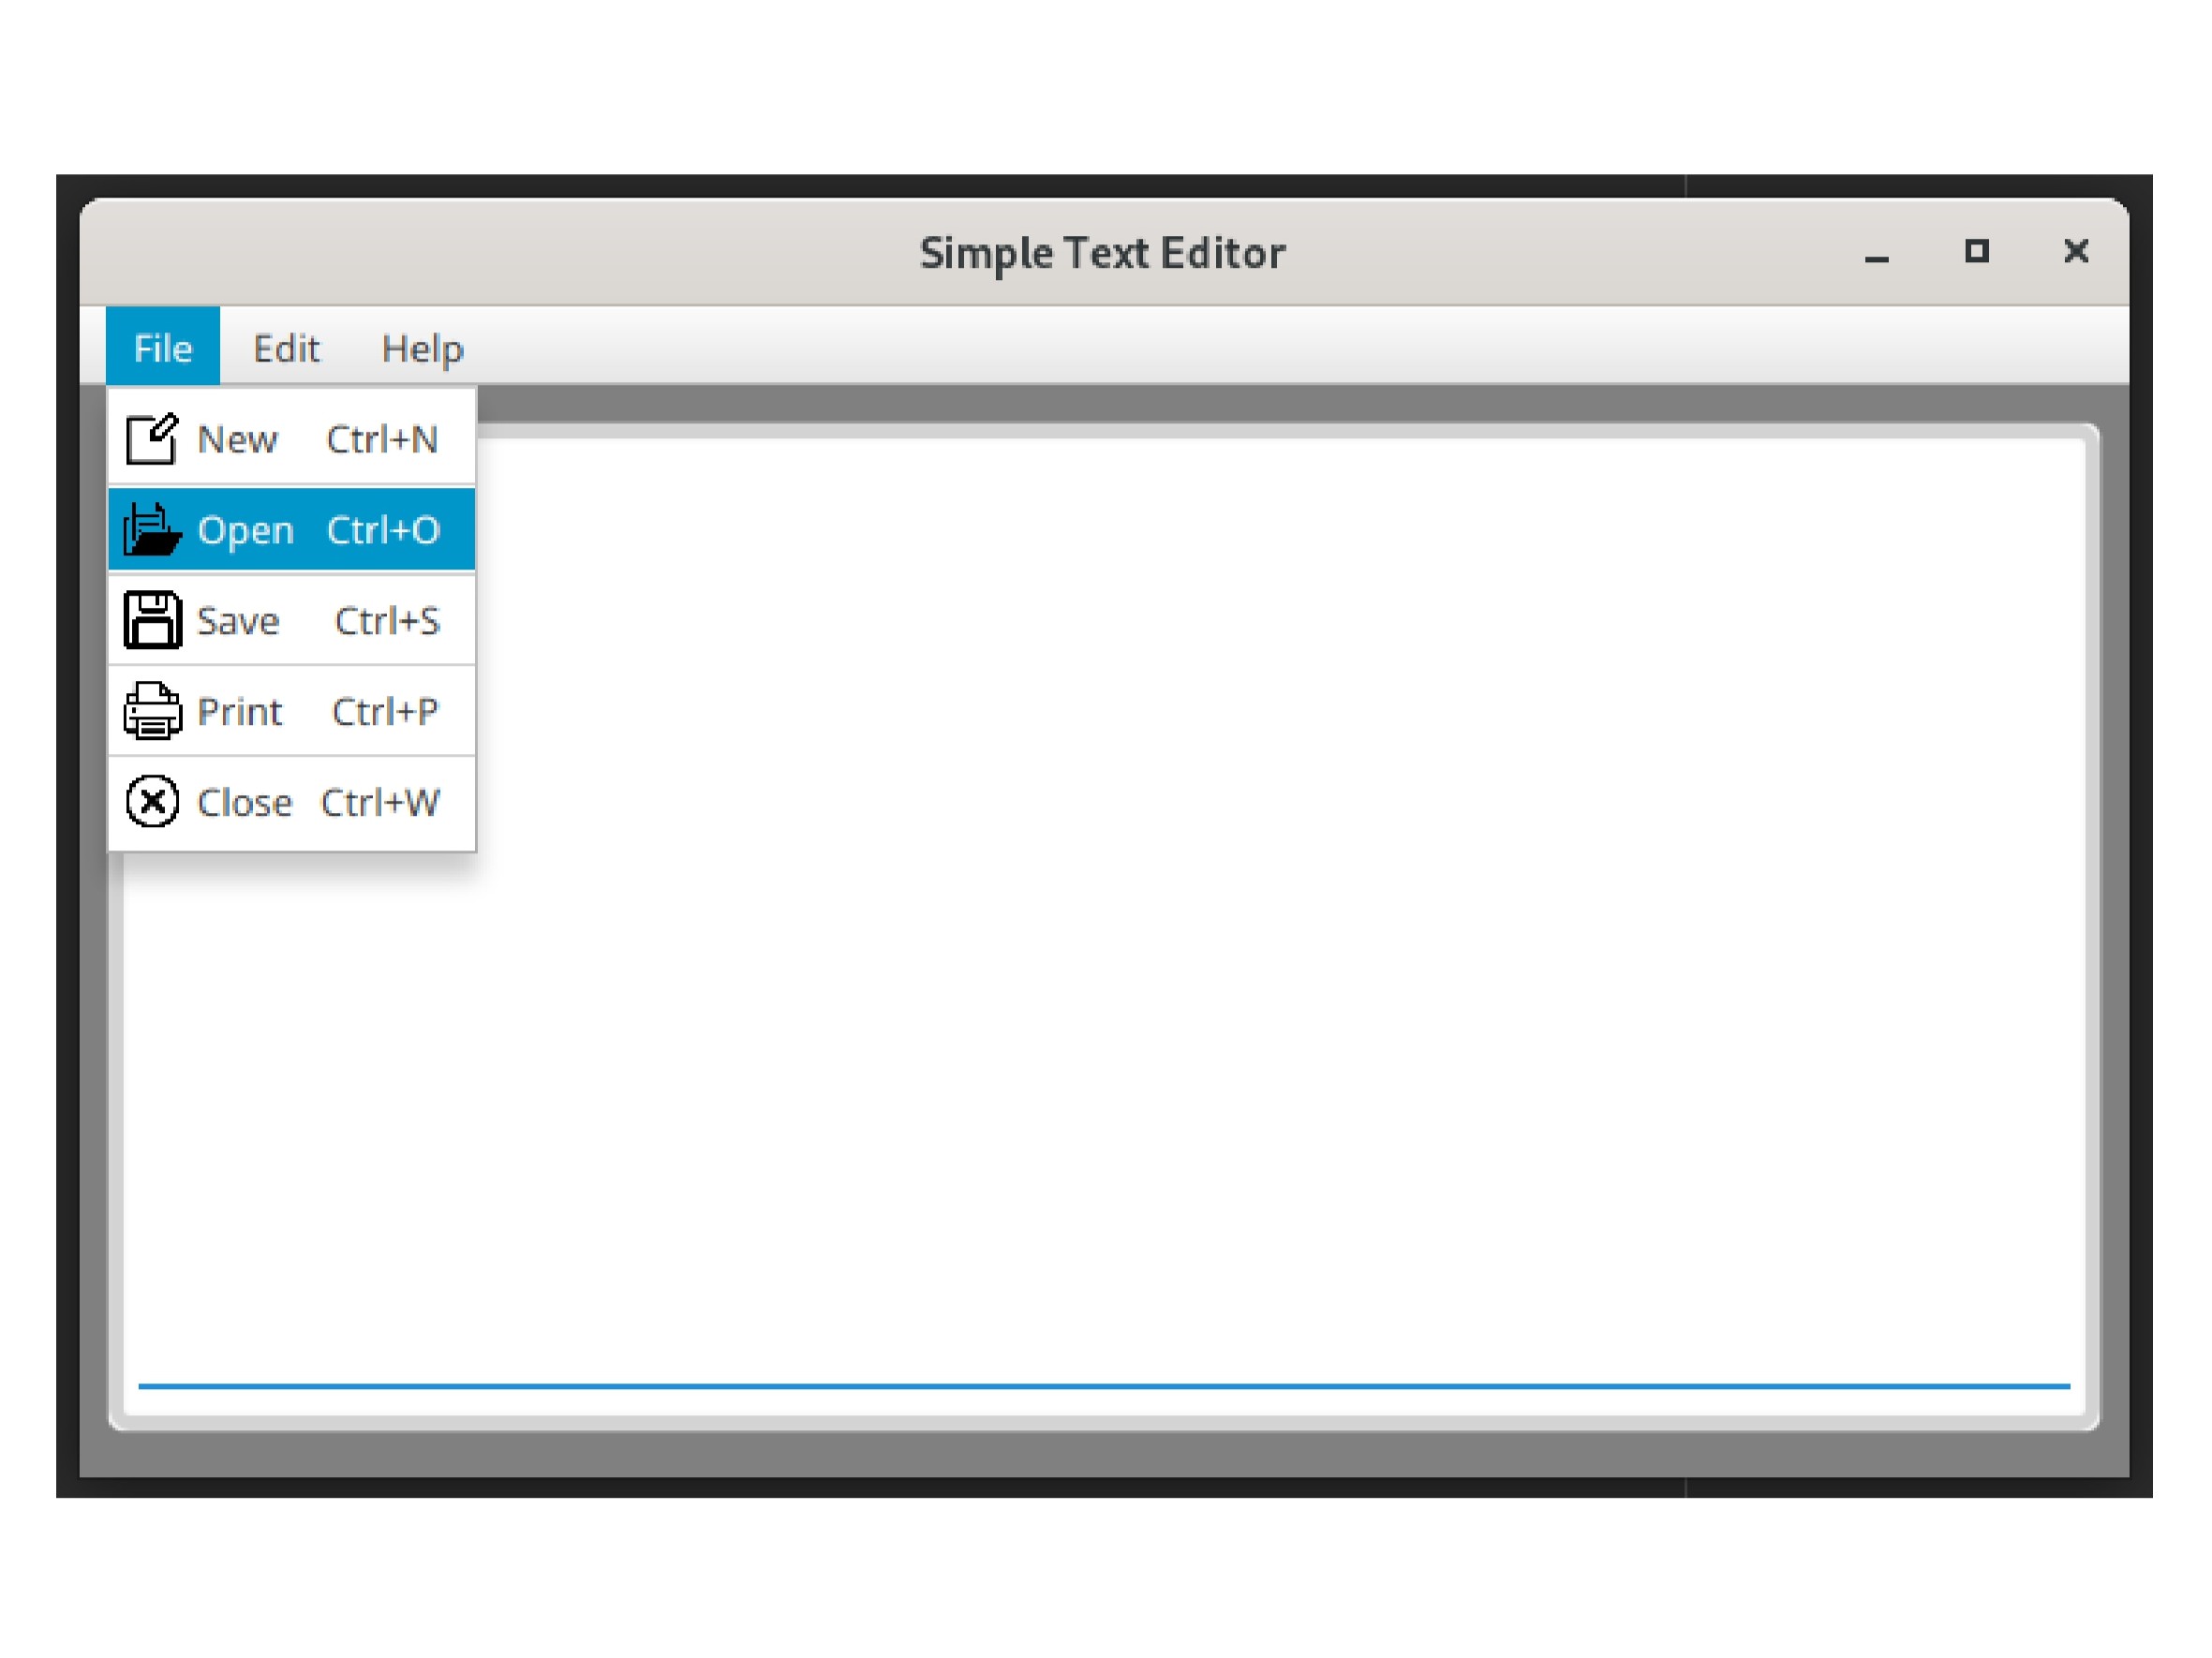 Simple Text Editor
File Edit Help
New Ctrl+N
Open Ctrl+O
Save Ctrl+S
Print Ctrl+P
Close Ctrl+W